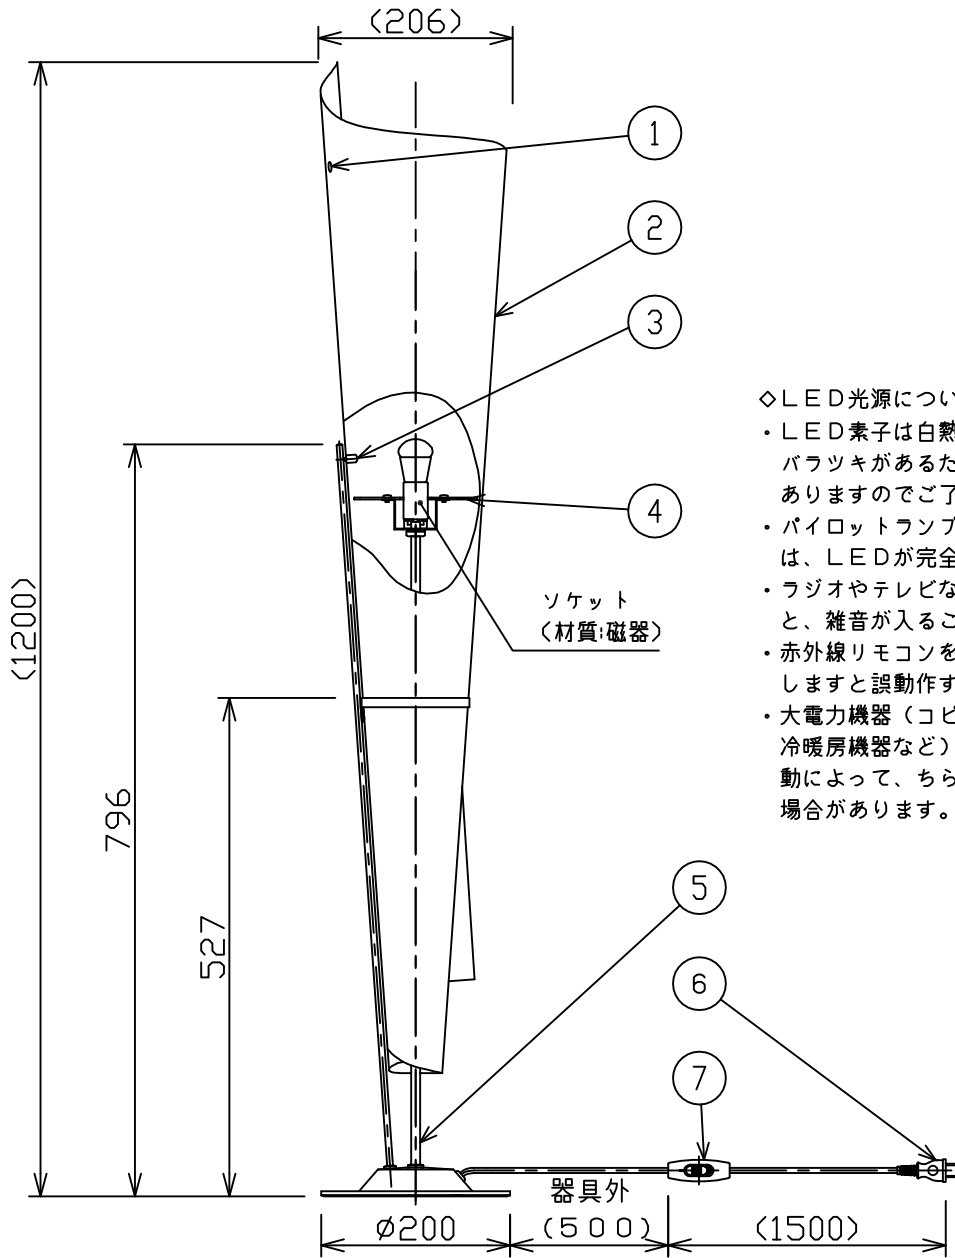 (206)
1
2
3
4
ソケット
(材質:磁器)
(1200)
796
527
5
6
7
器具外
φ200
(500)
(1500)
◇LED光源につい
・LED素子は白熱
バラツキがあるた
ありますのでご了
・パイロットランプ
は、LEDが完全
・ラジオやテレビな
と、雑音が入るこ
・赤外線リモコンを
しますと誤動作す
・大電力機器(コピ
冷暖房機器など)
動によって、ちら
場合があります。